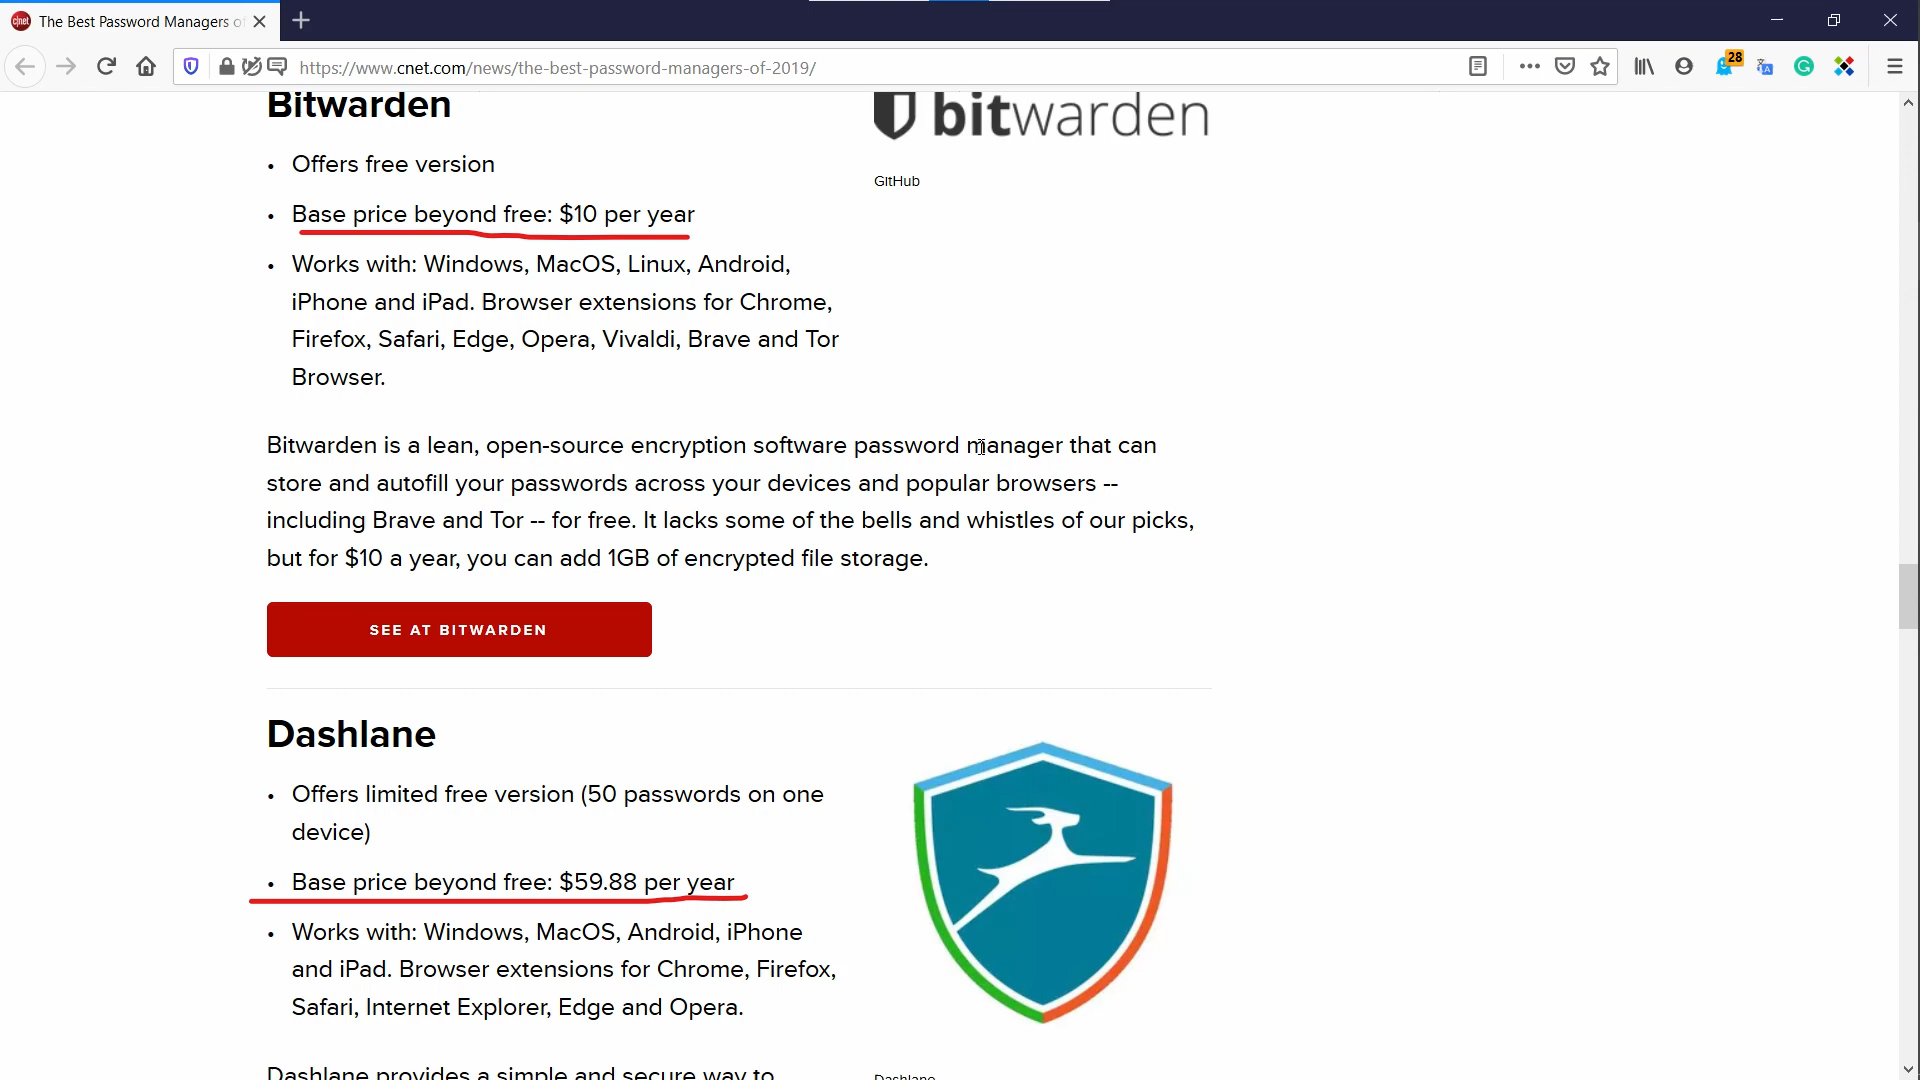 The Best Password Managers o
28
https://www.cnet.com/news/the-best-password-managers-of-2019/
Bitwarden
bitwarden
• Offers free version
GitHub
• Base price beyond free: $10 per year
• Works with: Windows, MacOS, Linux, Android,
iPhone and iPad. Browser extensions for Chrome,
Firefox, Safari, Edge, Opera, Vivaldi, Brave and Tor
Browser.
Bitwarden is a lean, open-source encryption software password manager that can
store and autofill your passwords across your devices and popular browsers --
including Brave and Tor -- for free. It lacks some of the bells and whistles of our picks,
but for $10 a year, you can add 1GB of encrypted file storage.
SEE AT BITWARDEN
Dashlane
• Offers limited free version (50 passwords on one
device)
• Base price beyond free: $59.88 per year
• Works with: Windows, MacOS, Android, iPhone
and iPad. Browser extensions for Chrome, Firefox,
Safari, Internet Explorer, Edge and Opera.
Dashlane provides a simple and secure way to
Dashlane